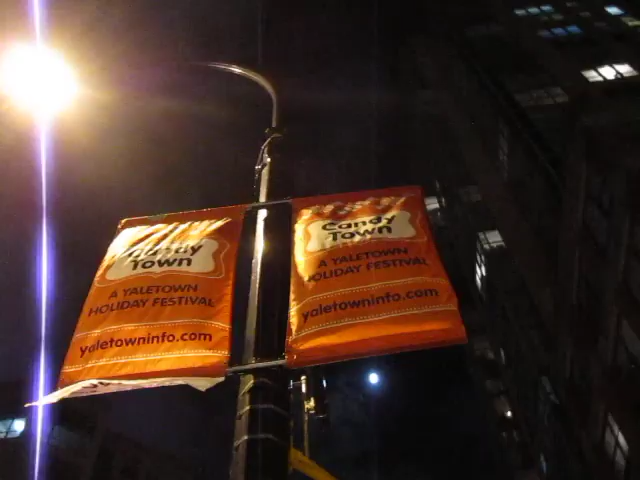 Candy
Town
A YALETOWN
HOLIDAY FESTIVAL
yaletowninfo.com
Candy
Town
A YALETOWN
HOLIDAY FESTIVAL
yaletowninfo.com